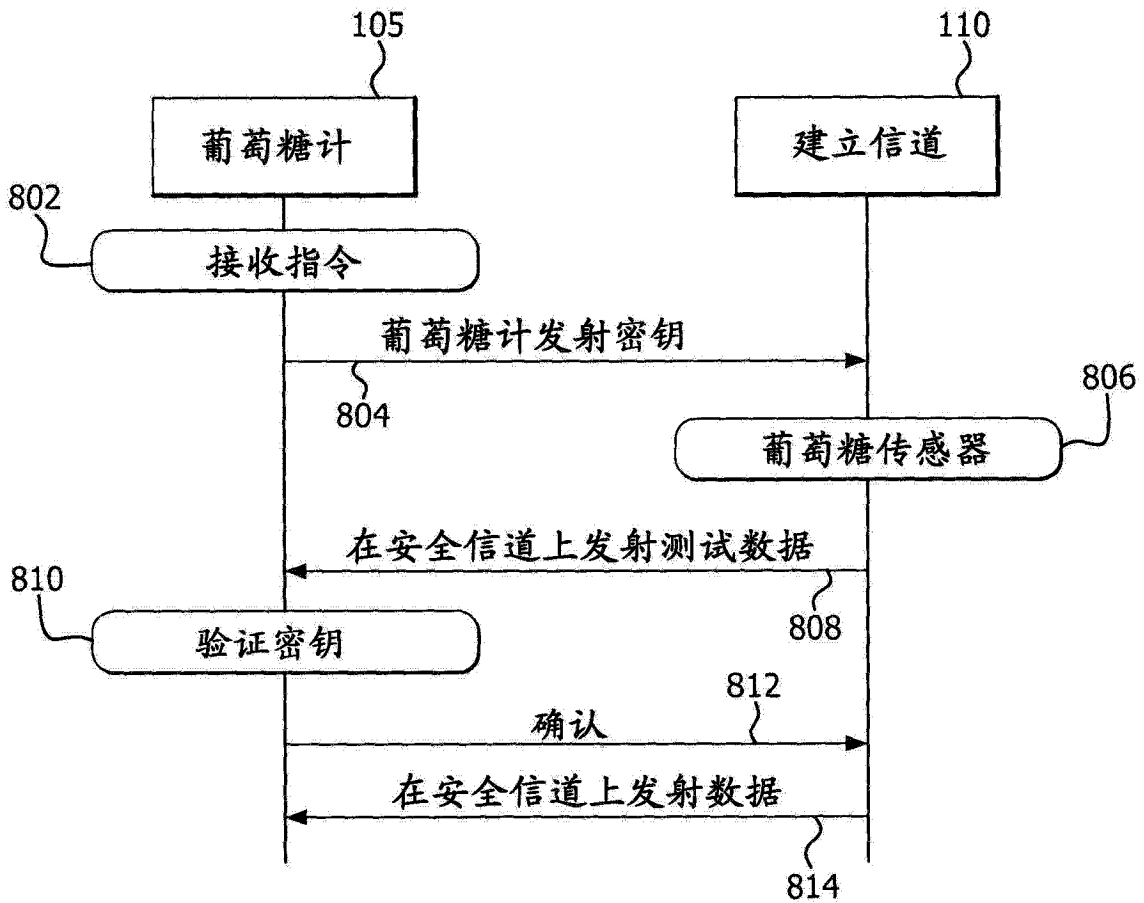 105
110
葡萄糖计
建立信道
802
接收指令
葡萄糖计发射密钥
804
806
葡萄糖传感器
在安全信道上发射测试数据
808
810
验证密钥
812
确认
在安全信道上发射数据
814